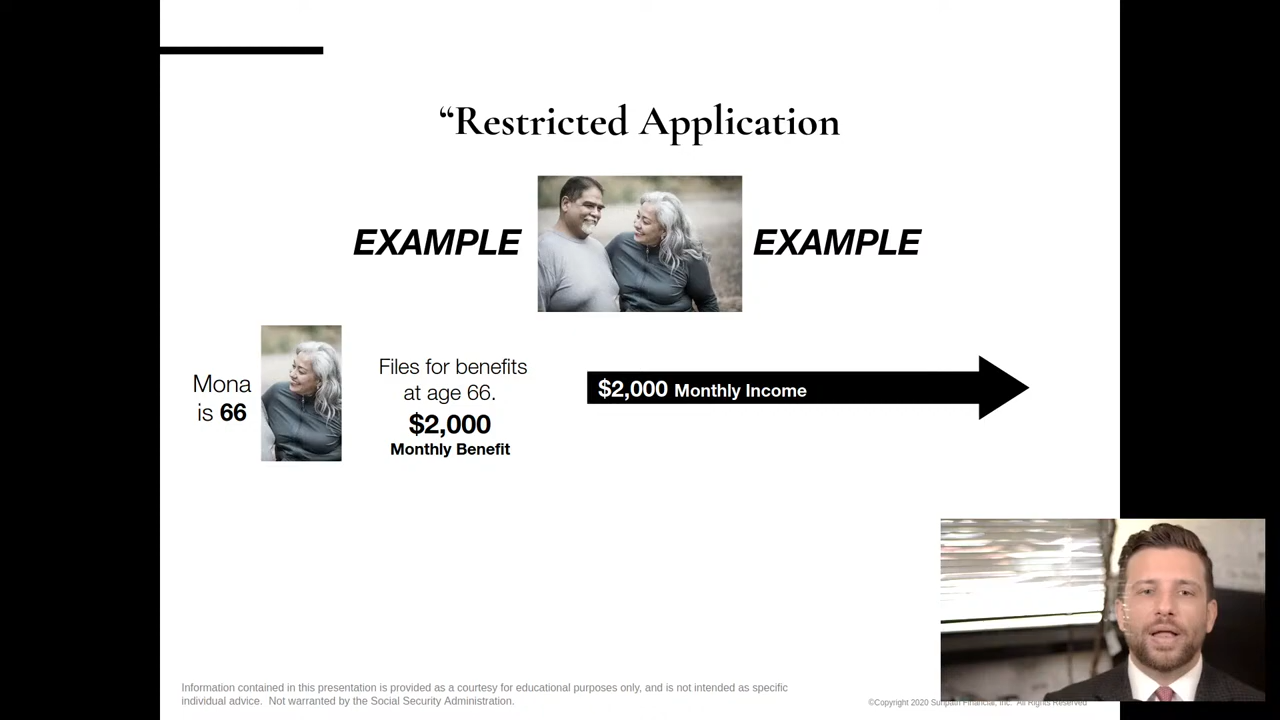 “Restricted Application
EXAMPLE
EXAMPLE
Mona
is 66
Files for benefits
at age 66.
$2,000
Monthly Benefit
$2,000 Monthly Income
Information contained in this presentation is provided as a courtesy for educational purposes only, and is not intended as specific
individual advice.  Not warranted by the Social Security Administration.
©Copyright 2020 Sunpath Financial, Inc.  All Rights Reserved